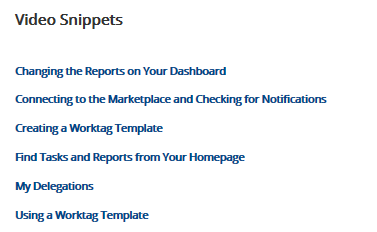 Video Snippets
Changing the Reports on Your Dashboard
Connecting to the Marketplace and Checking for Notifications
Creating a Worktag Template
Find Tasks and Reports from Your Homepage
My Delegations
Using a Worktag Template